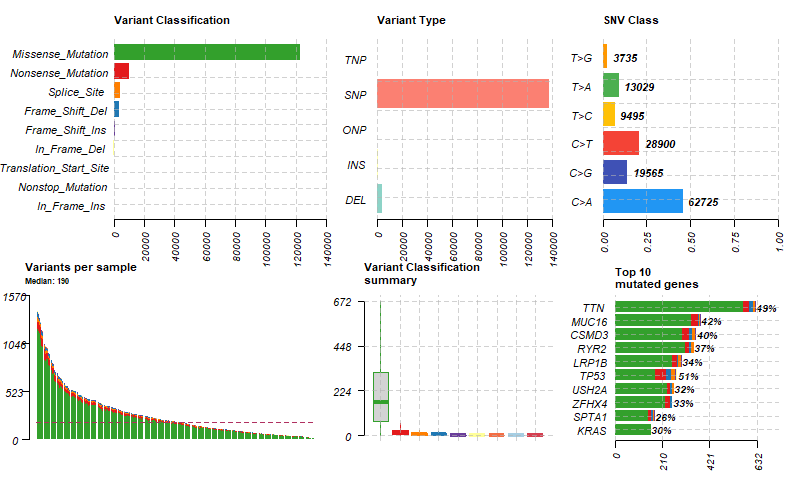 Variant Classification
Missense_Mutation
Nonsense_Mutation
Splice_Site
Frame_Shift_Del
Frame_Shift_Ins
In_Frame_Del
Translation_Start_Site
Nonstop_Mutation
In_Frame_Ins
0 20000 40000 60000 80000 100000 120000 140000
Variant Type
TNP
SNP
ONP
INS
DEL
0 20000 40000 60000 80000 100000 120000 140000
SNV Class
T>G 3735
T>A 13029
T>C 9495
C>T 28900
C>G 19565
C>A 62725
0.00 0.25 0.50 0.75 1.00
Variants per sample
Median: 190
1570
1046
523
0
Variant Classification
summary
672
448
224
0
Top 10
mutated genes
TTN 49%
MUC16 42%
CSMD3 40%
RYR2 37%
LRP1B 34%
TP53 51%
USH2A 32%
ZFHX4 33%
SPTA1 26%
KRAS 30%
0 210 421 632